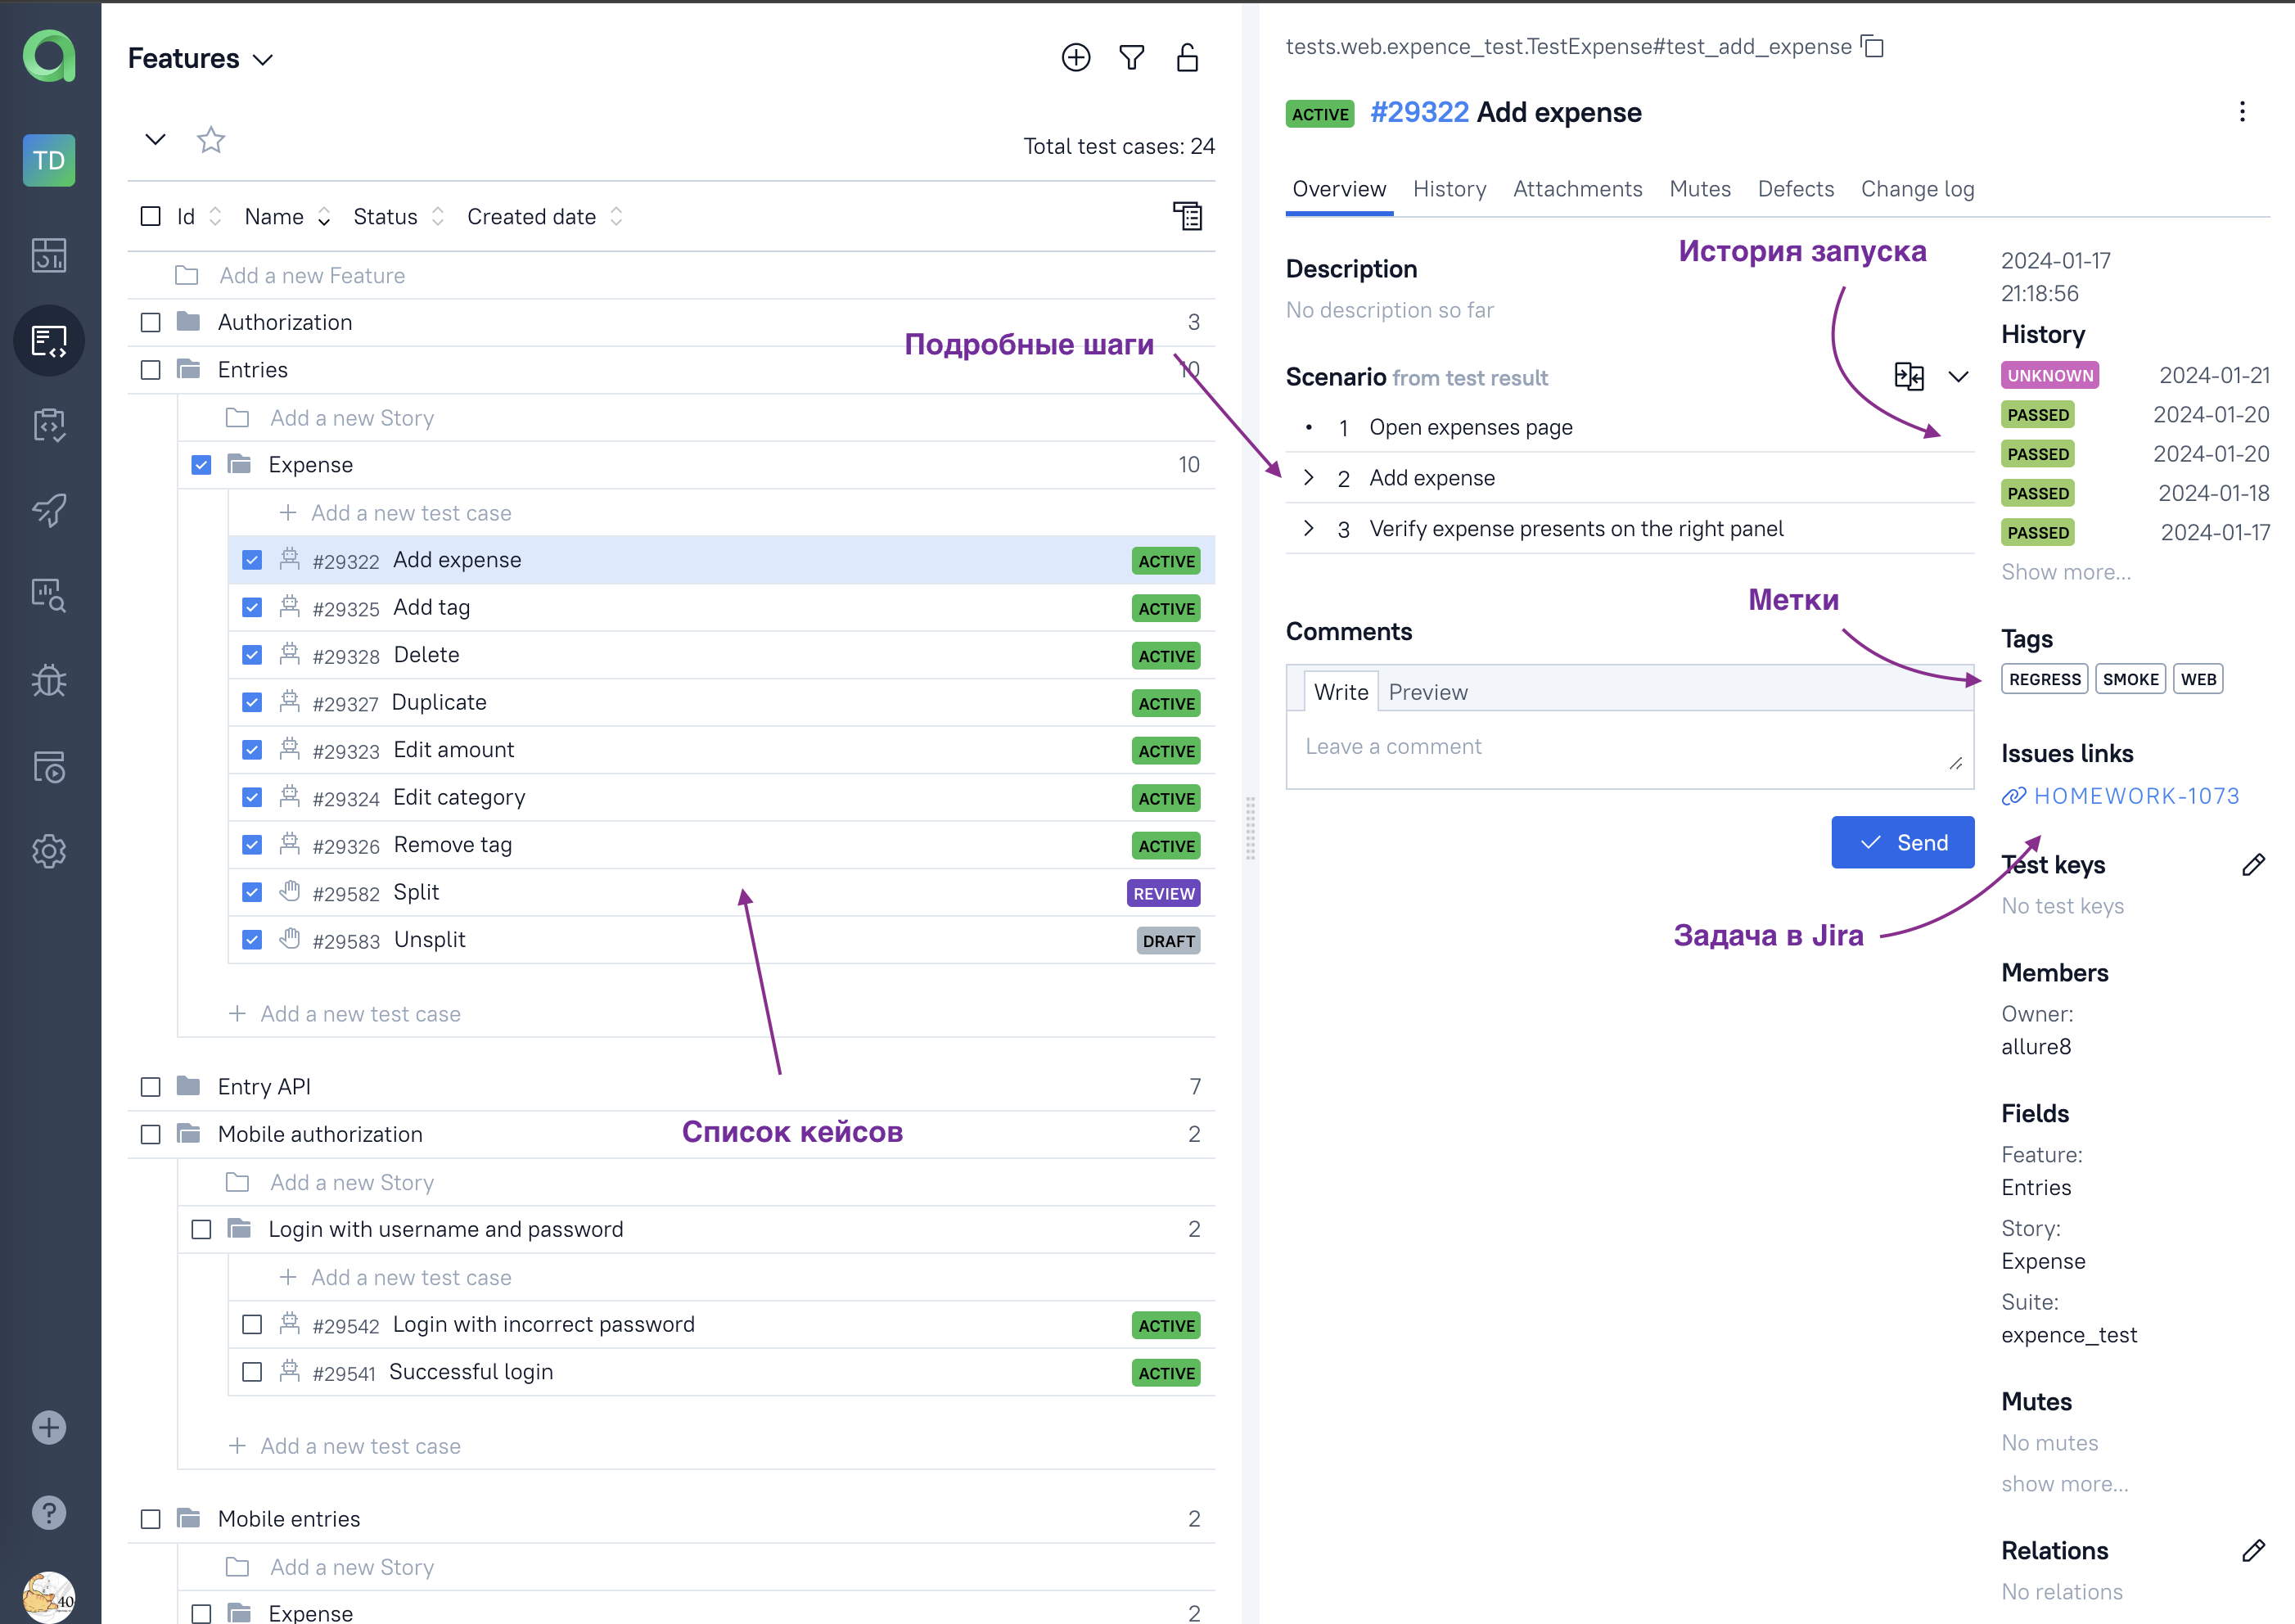 TD
Features
Total test cases: 24
Id Name Status Created date
Add a new Feature
Authorization 3
Entries 10
Add a new Story
Expense 10
Add a new test case
#29322 Add expense ACTIVE
#29325 Add tag ACTIVE
#29328 Delete ACTIVE
#29327 Duplicate ACTIVE
#29323 Edit amount ACTIVE
#29324 Edit category ACTIVE
#29326 Remove tag ACTIVE
#29582 Split REVIEW
#29583 Unsplit DRAFT
Add a new test case
Список кейсов
Entry API 7
Mobile authorization 2
Add a new Story
Login with username and password 2
Add a new test case
#29542 Login with incorrect password ACTIVE
#29541 Successful login ACTIVE
Add a new test case
Mobile entries 2
Add a new Story
Expense 2
40
tests.web.expence_test.TestExpense#test_add_expense
ACTIVE #29322 Add expense
Overview History Attachments Mutes Defects Change log
История запуска
Description
No description so far
Подробные шаги
Scenario from test result
1 Open expenses page
2 Add expense
3 Verify expense presents on the right panel
Метки
Comments
Write Preview
Leave a comment
Send
Задача в Jira
2024-01-17
21:18:56
History
UNKNOWN 2024-01-21
PASSED 2024-01-20
PASSED 2024-01-20
PASSED 2024-01-18
PASSED 2024-01-17
Show more...
Tags
REGRESS SMOKE WEB
Issues links
HOMEWORK-1073
Test keys
No test keys
Members
Owner:
allure8
Fields
Feature:
Entries
Story:
Expense
Suite:
expence_test
Mutes
No mutes
show more...
Relations
No relations